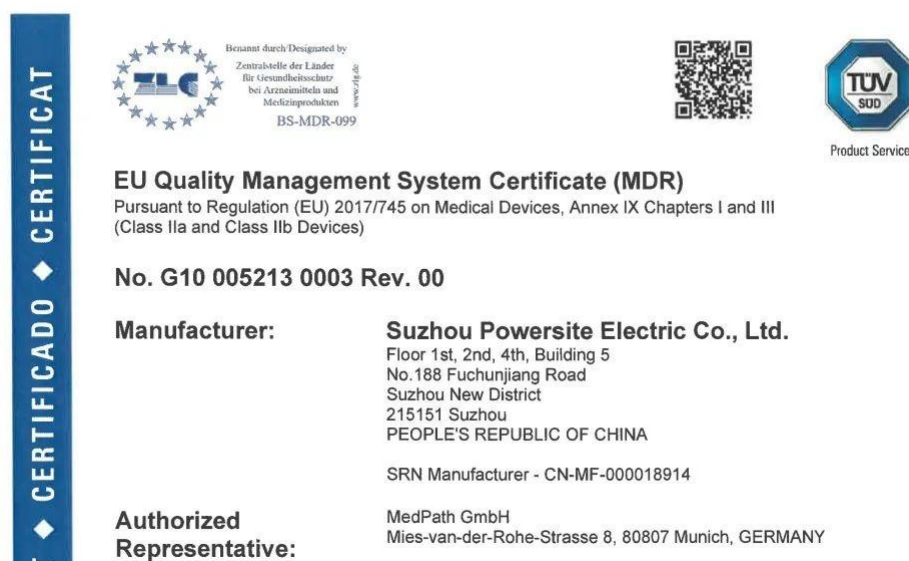 CERTIFICADO ◆ CERTIFICAT
ZLG
Benannt durch/Designated by
Zentralstelle der Länder
für Gesundheitsschutz
bei Arzneimitteln und
Medizinprodukten
www.zlg.de
BS-MDR-099
TÜV
SÜD
Product Service
EU Quality Management System Certificate (MDR)
Pursuant to Regulation (EU) 2017/745 on Medical Devices, Annex IX Chapters I and III
(Class IIa and Class IIb Devices)
No. G10 005213 0003 Rev. 00
Manufacturer:
Suzhou Powersite Electric Co., Ltd.
Floor 1st, 2nd, 4th, Building 5
No.188 Fuchunjiang Road
Suzhou New District
215151 Suzhou
PEOPLE'S REPUBLIC OF CHINA
SRN Manufacturer - CN-MF-000018914
Authorized
Representative:
MedPath GmbH
Mies-van-der-Rohe-Strasse 8, 80807 Munich, GERMANY